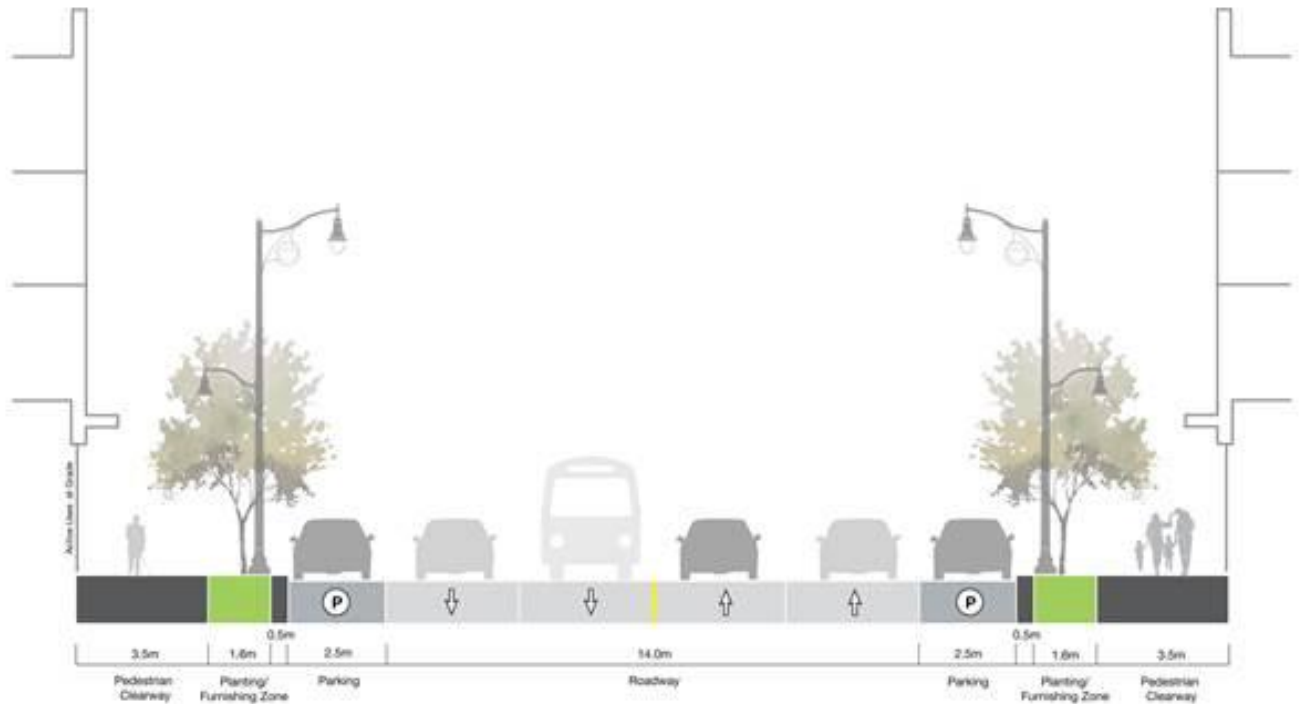 Active Uses at Grade
P
P
0.5m
0.5m
3.5m
1.6m
2.5m
14.0m
2.5m
1.6m
3.5m
Pedestrian
Clearway
Planting/
Furnishing Zone
Parking
Roadway
Parking
Planting/
Furnishing Zone
Pedestrian
Clearway